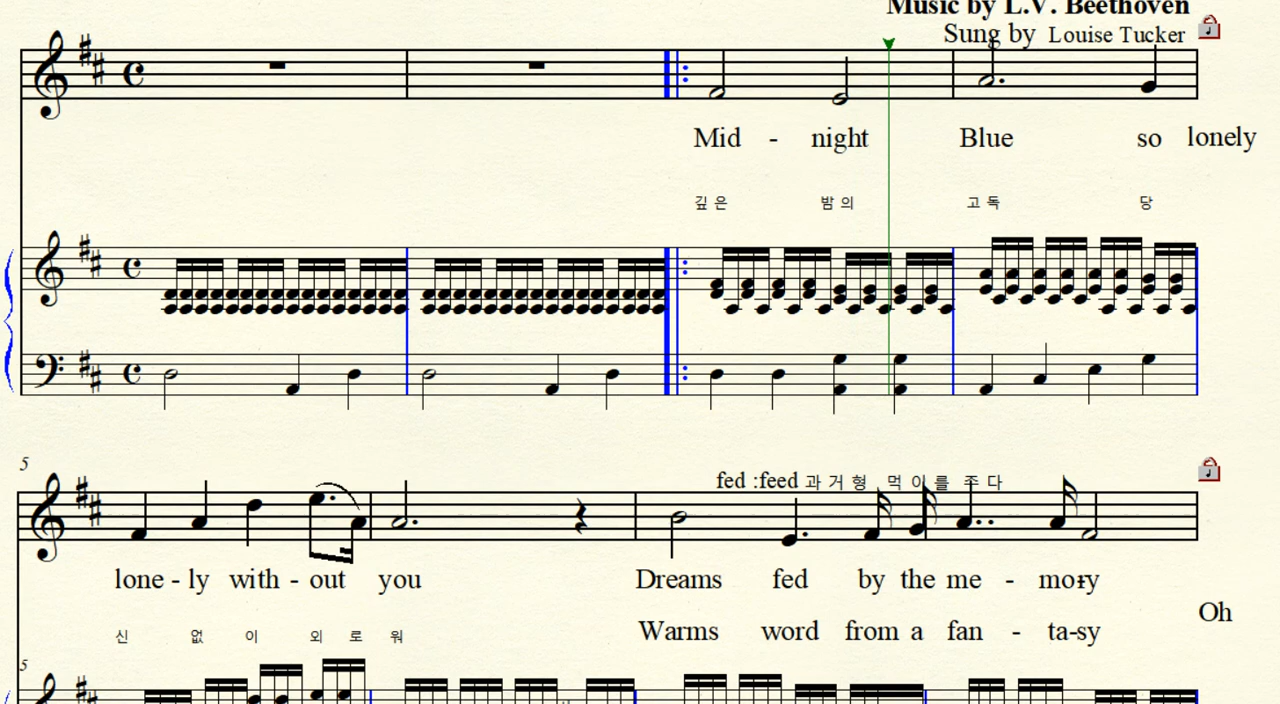 Music by L.V. Beethoven
Sung by Louise Tucker
Mid - night Blue so lonely
깊은 밤의 고독 당
5
fed :feed 과거형 먹이를 주다
lone - ly with - out you Dreams fed by the me - mory
Oh
신 없 이 외 로 워 Warms word from a fan - ta-sy
5